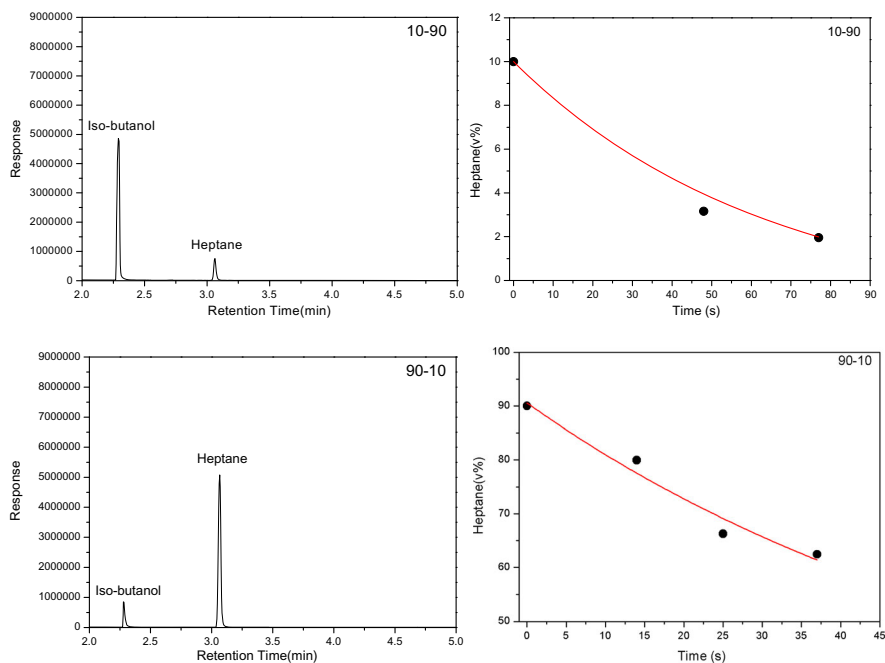 10-90
9000000
8000000
7000000
6000000
5000000
4000000
3000000
2000000
1000000
0
Response
Iso-butanol
Heptane
2.0 2.5 3.0 3.5 4.0 4.5 5.0
Retention Time(min)
10-90
12
10
8
6
4
2
0
Heptane(v%)
0 10 20 30 40 50 60 70 80 90
Time (s)
90-10
9000000
8000000
7000000
6000000
5000000
4000000
3000000
2000000
1000000
0
Response
Heptane
Iso-butanol
2.0 2.5 3.0 3.5 4.0 4.5 5.0
Retention Time(min)
90-10
100
90
80
70
60
50
Heptane(v%)
0 5 10 15 20 25 30 35 40 45
Time (s)